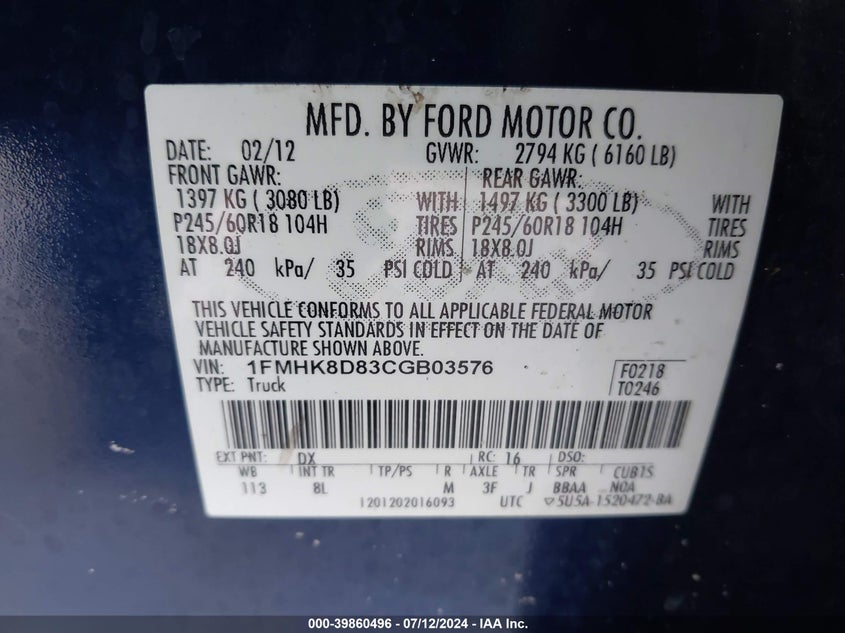 MFD. BY FORD MOTOR CO.
DATE: 02/12 GVWR: 2794 KG ( 6160 LB)
FRONT GAWR: REAR GAWR:
1397 KG ( 3080 LB) WITH 1497 KG ( 3300 LB) WITH
P245/60R18 104H TIRES P245/60R18 104H TIRES
18X8.0J RIMS 18X8.0J RIMS
AT 240 kPa/ 35 PSI COLD AT 240 kPa/ 35 PSI COLD
THIS VEHICLE CONFORMS TO ALL APPLICABLE FEDERAL MOTOR
VEHICLE SAFETY STANDARDS IN EFFECT ON THE DATE OF
MANUFACTURE SHOWN ABOVE.
VIN: 1FMHK8D83CGB03576 F0218
TYPE: Truck T0246
EXT PNT: DX RC: 16 DSO:
WB INT TR TP/PS R AXLE TR SPR CUBTS
113 8L M 3F J BBAA NOA
1201202016093 UTC ▽5U5A-1520472-BA
000-39860496 - 07/12/2024 - IAA Inc.